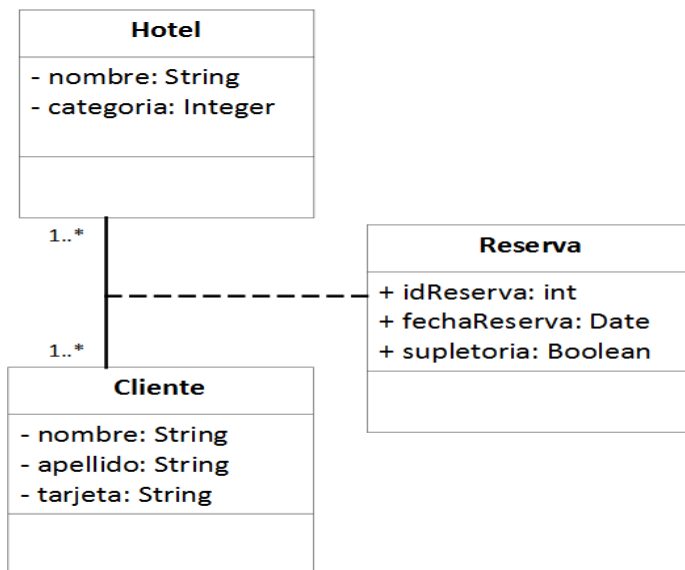 Hotel
- nombre: String
- categoria: Integer
1..*
Reserva
+ idReserva: int
+ fechaReserva: Date
+ supletoria: Boolean
1..*
Cliente
- nombre: String
- apellido: String
- tarjeta: String